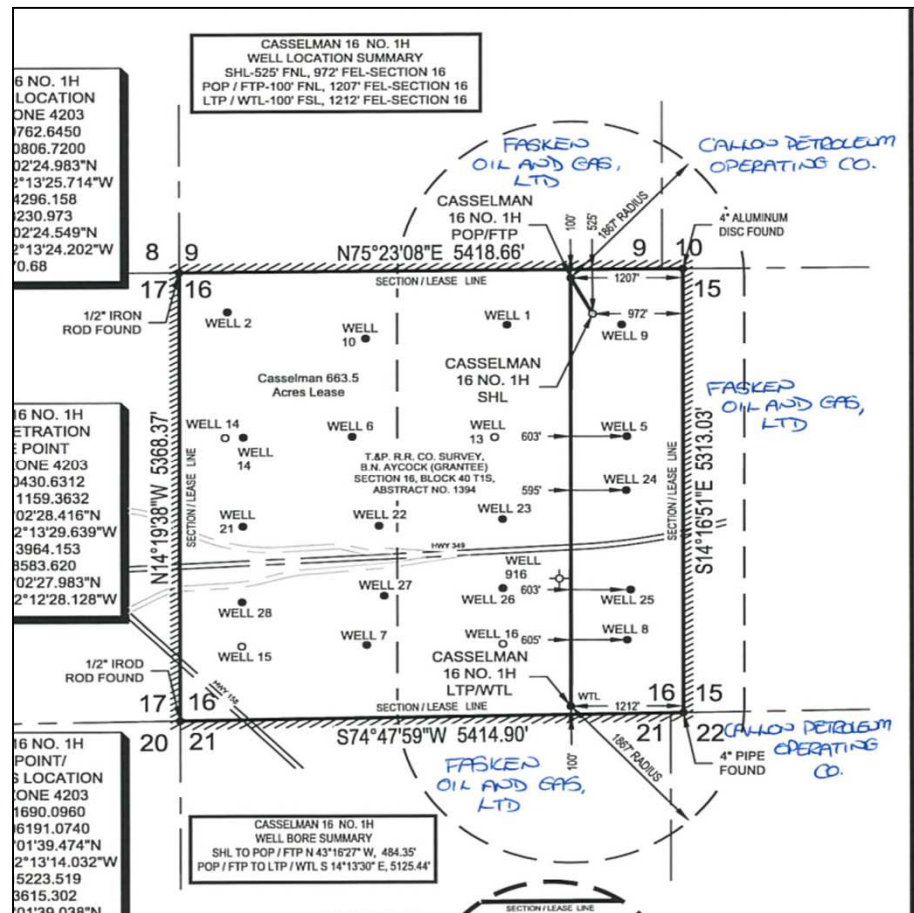 CASSELMAN 16 NO. 1H
WELL LOCATION SUMMARY
SHL-525' FNL, 972' FEL-SECTION 16
POP / FTP-100' FNL, 1207' FEL-SECTION 16
LTP / WTL-100' FSL, 1212' FEL-SECTION 16
6 NO. 1H
LOCATION
ONE 4203
0762.6450
0806.7200
02'24.983"N
2°13'25.714"W
4296.158
230.973
02'24.549"N
2°13'24.202"W
70.68
FASKEN
OIL AND GAS,
LTD
CALLON PETROLEUM
OPERATING CO.
CASSELMAN
16 NO. 1H
POP/FTP
100'
525'
1867' RADIUS
4" ALUMINUM
DISC FOUND
8 9
N75°23'08"E 5418.66'
9 10
17 16
SECTION / LEASE LINE
1207'
15
1/2" IRON
ROD FOUND
WELL 2
WELL
10
WELL 1
972'
WELL 9
CASSELMAN
16 NO. 1H
SHL
Casselman 663.5
Acres Lease
FASKEN
OIL AND GAS,
LTD
16 NO. 1H
ETRATION
POINT
ONE 4203
0430.6312
1159.3632
'02'28.416"N
2°13'29.639"W
3964.153
8583.620
'02'27.983"N
2°12'28.128"W
N14°19'38"W 5368.37'
SECTION / LEASE LINE
WELL 14
WELL
14
WELL 6
WELL
13
603'
WELL 5
T.&P. R.R. CO. SURVEY,
B.N. AYCOCK (GRANTEE)
SECTION 16, BLOCK 40 T1S,
ABSTRACT NO. 1394
595'
WELL 24
SECTION / LEASE LINE
S14°16'51"E 5313.03'
WELL
21
WELL 22
WELL 23
HWY 349
WELL
916
WELL 28
WELL 27
WELL 26
603'
WELL 25
WELL 15
WELL 7
WELL 16
605'
WELL 8
1/2" IROD
ROD FOUND
HWY 158
CASSELMAN
16 NO. 1H
LTP/WTL
WTL
17 16
SECTION / LEASE LINE
1212'
16 15
20 21
S74°47'59"W 5414.90'
21 22
100'
1867' RADIUS
4" PIPE
FOUND
CALLON PETROLEUM
OPERATING
CO.
FASKEN
OIL AND GAS,
LTD
16 NO. 1H
POINT/
S LOCATION
ZONE 4203
1690.0960
6191.0740
'01'39.474"N
2°13'14.032"W
5223.519
3615.302
'01'39.038"N
CASSELMAN 16 NO. 1H
WELL BORE SUMMARY
SHL TO POP / FTP N 43°16'27" W, 484.35'
POP / FTP TO LTP / WTL S 14°13'30" E, 5125.44'
SECTION / LEASE LINE